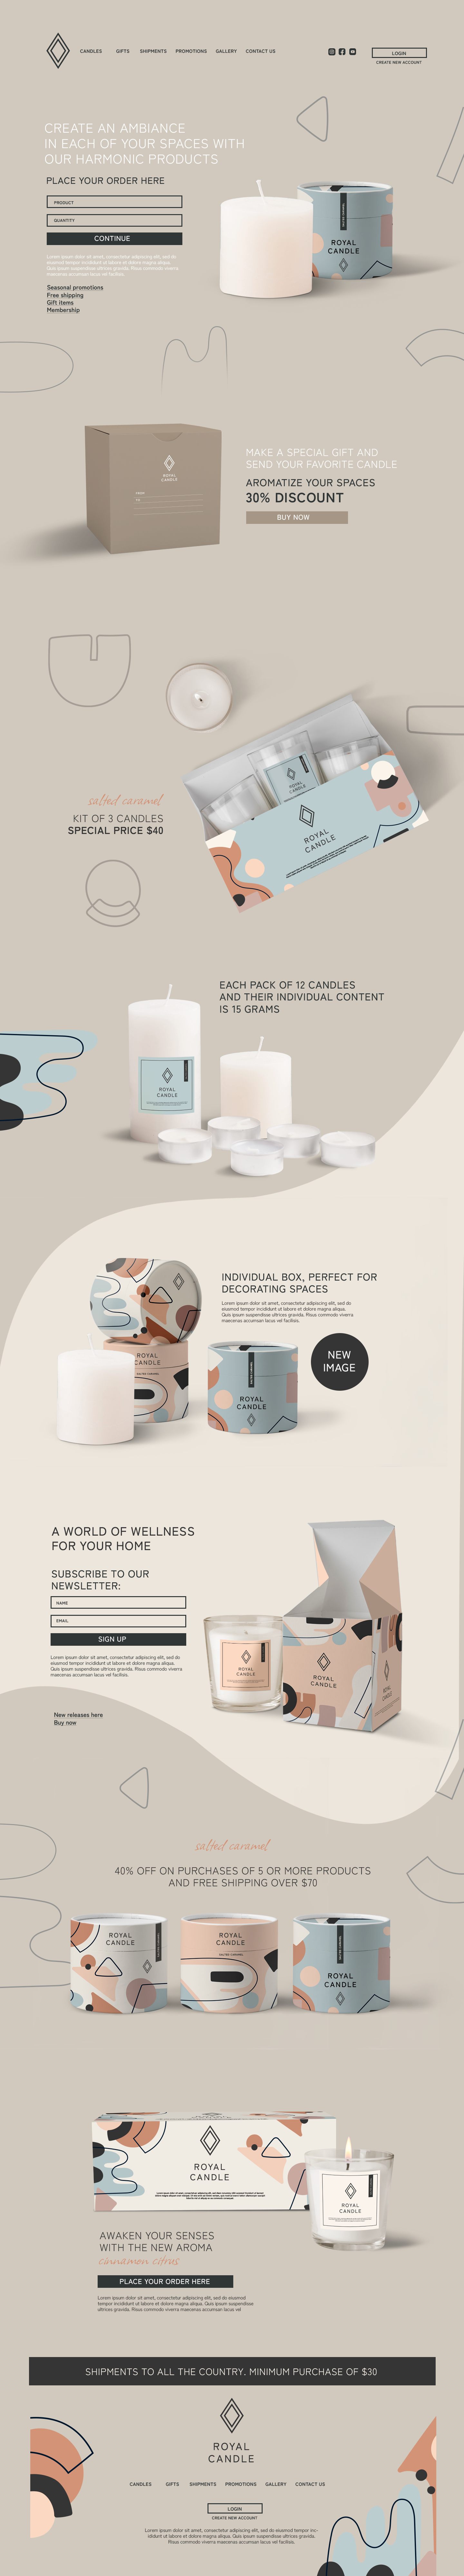 CANDLES GIFTS SHIPMENTS PROMOTIONS GALLERY CONTACT US
LOGIN
CREATE NEW ACCOUNT
CREATE AN AMBIANCE
IN EACH OF YOUR SPACES WITH
OUR HARMONIC PRODUCTS
PLACE YOUR ORDER HERE
PRODUCT
QUANTITY
CONTINUE
Lorem ipsum dolor sit amet, consectetur adipiscing elit, sed do
eiusmod tempor incididunt ut labore et dolore magna aliqua.
Quis ipsum suspendisse ultrices gravida. Risus commodo viverra
maecenas accumsan lacus vel facilisis.
Seasonal promotions
Free shipping
Gift items
Membership
ROYAL
CANDLE
ROYAL
CANDLE
MAKE A SPECIAL GIFT AND
SEND YOUR FAVORITE CANDLE
AROMATIZE YOUR SPACES
30% DISCOUNT
BUY NOW
salted caramel
KIT OF 3 CANDLES
SPECIAL PRICE $40
ROYAL
CANDLE
ROYAL
CANDLE
EACH PACK OF 12 CANDLES
AND THEIR INDIVIDUAL CONTENT
IS 15 GRAMS
ROYAL
CANDLE
INDIVIDUAL BOX, PERFECT FOR
DECORATING SPACES
Lorem ipsum dolor sit amet, consectetur adipiscing elit, sed do
eiusmod tempor incididunt ut labore et dolore magna aliqua.
Quis ipsum suspendisse ultrices gravida. Risus commodo viverra
maecenas accumsan lacus vel facilisis.
NEW
IMAGE
ROYAL
CANDLE
SALTED CARAMEL
ROYAL
CANDLE
A WORLD OF WELLNESS
FOR YOUR HOME
SUBSCRIBE TO OUR
NEWSLETTER:
NAME
EMAIL
SIGN UP
Lorem ipsum dolor sit amet, consectetur adipiscing elit, sed do
eiusmod tempor incididunt ut labore et dolore magna aliqua.
Quis ipsum suspendisse ultrices gravida. Risus commodo viverra
maecenas accumsan lacus vel facilisis.
New releases here
Buy now
ROYAL
CANDLE
ROYAL
CANDLE
ROYAL
CANDLE
salted caramel
40% OFF ON PURCHASES OF 5 OR MORE PRODUCTS
AND FREE SHIPPING OVER $70
ROYAL
CANDLE
ROYAL
CANDLE
SALTED CARAMEL
ROYAL
CANDLE
ROYAL
CANDLE
ROYAL
CANDLE
AWAKEN YOUR SENSES
WITH THE NEW AROMA
cinnamon citrus
PLACE YOUR ORDER HERE
Lorem ipsum dolor sit amet, consectetur adipiscing elit, sed do eiusmod
tempor incididunt ut labore et dolore magna aliqua. Quis ipsum suspendisse
ultrices gravida. Risus commodo viverra maecenas accumsan lacus vel
SHIPMENTS TO ALL THE COUNTRY. MINIMUM PURCHASE OF $30
ROYAL
CANDLE
CANDLES GIFTS SHIPMENTS PROMOTIONS GALLERY CONTACT US
LOGIN
CREATE NEW ACCOUNT
Lorem ipsum dolor sit amet, consectetur adipiscing elit, sed do eiusmod tempor inc-
ididunt ut labore et dolore magna aliqua. Quis ipsum suspendisse ultrices gravida.
Risus commodo viverra maecenas accumsan lacus vel facilisis.